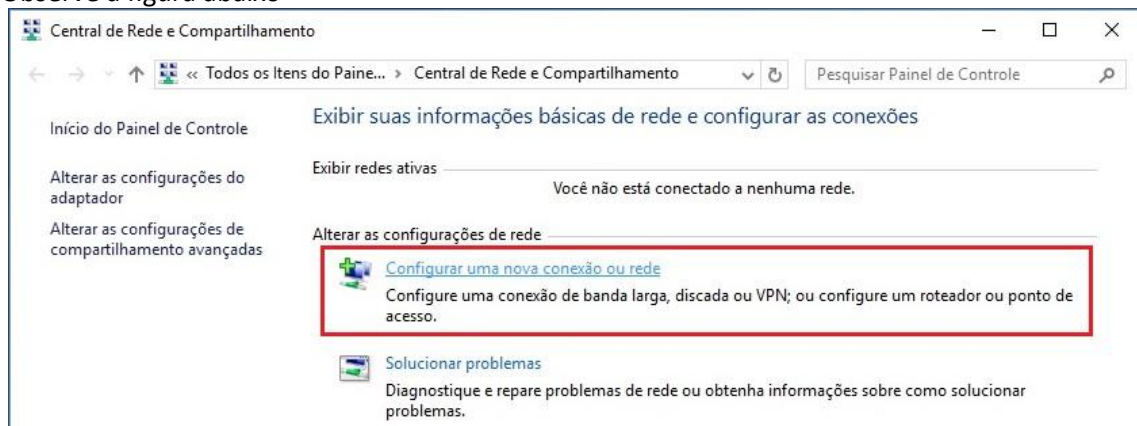 Observe a figura abaixo
Central de Rede e Compartilhamento
« Todos os Itens do Paine... › Central de Rede e Compartilhamento
Pesquisar Painel de Controle
Início do Painel de Controle
Alterar as configurações do
adaptador
Alterar as configurações de
compartilhamento avançadas
Exibir suas informações básicas de rede e configurar as conexões
Exibir redes ativas
Você não está conectado a nenhuma rede.
Alterar as configurações de rede
Configurar uma nova conexão ou rede
Configure uma conexão de banda larga, discada ou VPN; ou configure um roteador ou ponto de
acesso.
Solucionar problemas
Diagnostique e repare problemas de rede ou obtenha informações sobre como solucionar
problemas.